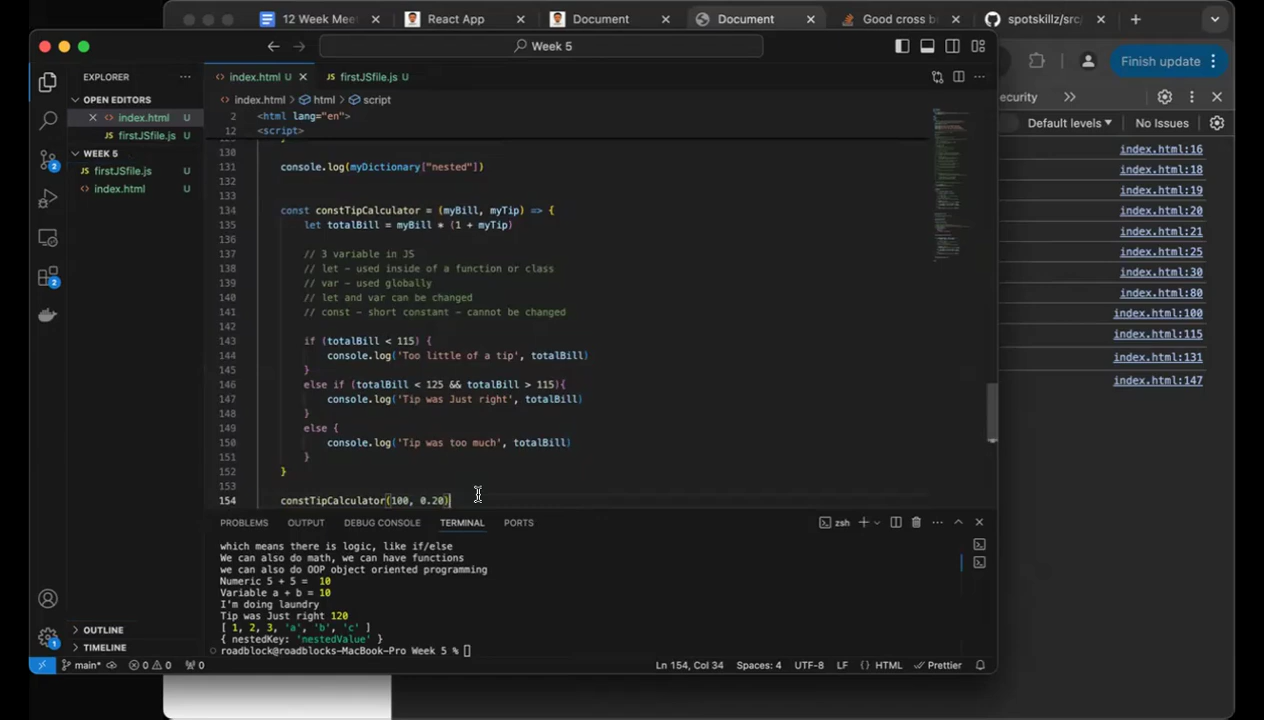 12 Week Mee
React App
Document
Document
Good cross b
spotskillz/src/
Week 5
Finish update
EXPLORER
index.html U
firstJSfile.js U
ecurity
OPEN EDITORS
index.html > html > script
index.html U
firstJSfile.js U
2 <html lang="en">
12 <script>
Default levels
No Issues
WEEK 5
firstJSfile.js U
index.html U
130 }
131 console.log(myDictionary["nested"])
132
133
134 const constTipCalculator = (myBill, myTip) => {
135 let totalBill = myBill * (1 + myTip)
136
137 // 3 variable in JS
138 // let - used inside of a function or class
139 // var - used globally
140 // let and var can be changed
141 // const - short constant - cannot be changed
142
143 if (totalBill < 115) {
144 console.log('Too little of a tip', totalBill)
145 }
146 else if (totalBill < 125 && totalBill > 115){
147 console.log('Tip was Just right', totalBill)
148 }
149 else {
150 console.log('Tip was too much', totalBill)
151 }
152 }
153
154 constTipCalculator(100, 0.20)
index.html:16
index.html:18
index.html:19
index.html:20
index.html:21
index.html:25
index.html:30
index.html:80
index.html:100
index.html:115
index.html:131
index.html:147
2
2
1
PROBLEMS OUTPUT DEBUG CONSOLE TERMINAL PORTS
zsh
which means there is logic, like if/else
We can also do math, we can have functions
we can also do OOP object oriented programming
Numeric 5 + 5 =  10
Variable a + b = 10
I'm doing laundry
Tip was Just right 120
[ 1, 2, 3, 'a', 'b', 'c' ]
{ nestedKey: 'nestedValue' }
roadblock@roadblocks-MacBook-Pro Week 5 %
OUTLINE
TIMELINE
main* 0 0 0 Ln 154, Col 34 Spaces: 4 UTF-8 LF HTML Prettier